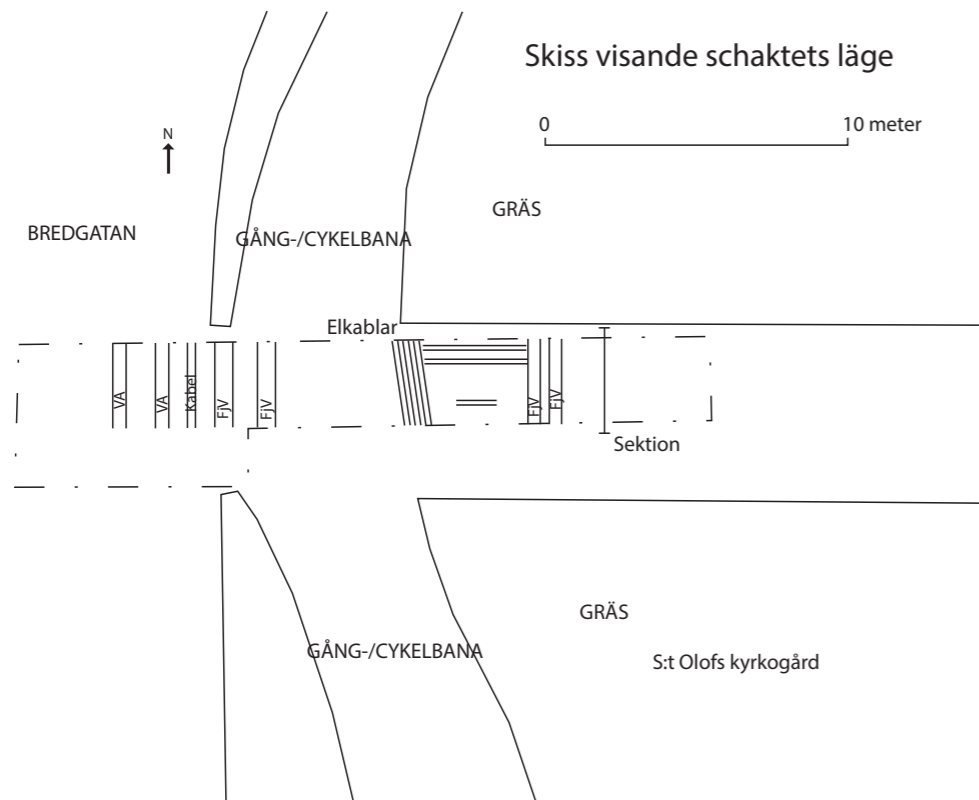 Skiss visande schaktets läge
0 10 meter
N
GRÄS
BREDGATAN
GÅNG-/CYKELBANA
Elkablar
VA
VA
Kabel
FjV
FjV
FjV
FjV
Sektion
GRÄS
GÅNG-/CYKELBANA
S:t Olofs kyrkogård